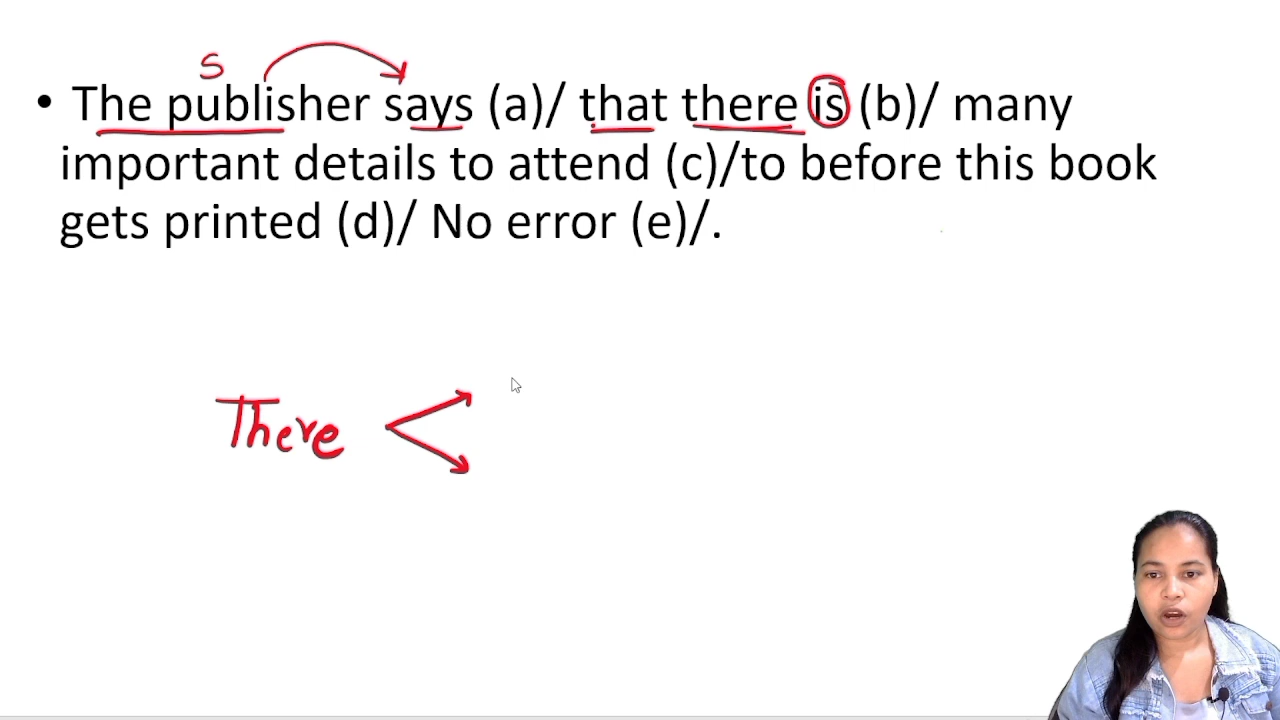 S
• The publisher says (a)/ that there is (b)/ many
important details to attend (c)/to before this book
gets printed (d)/ No error (e)/.
There